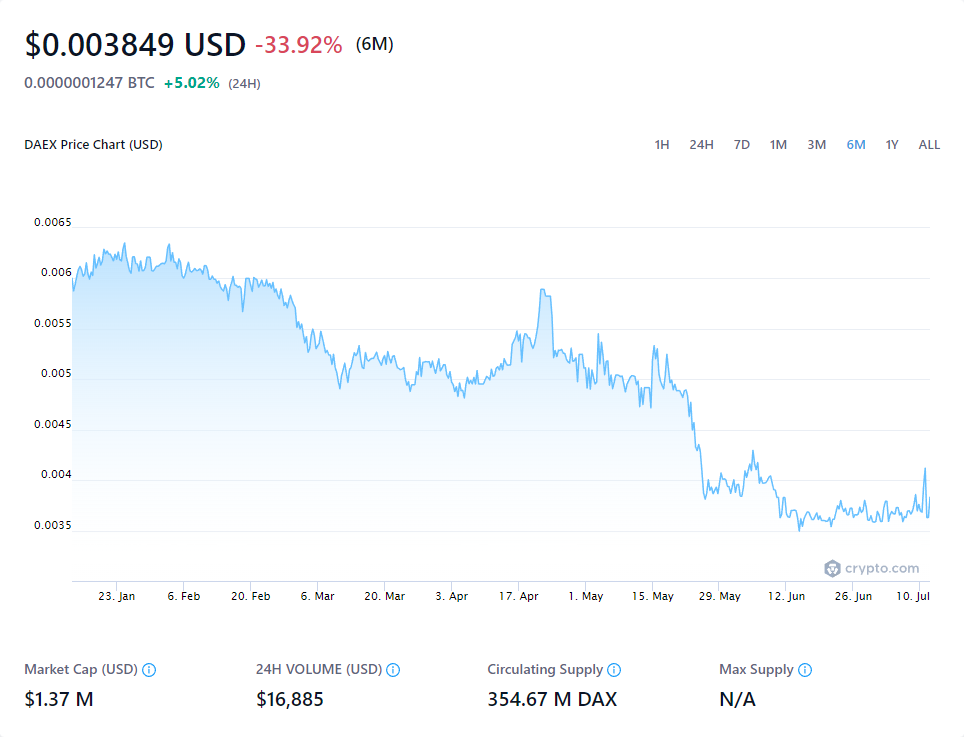 $0.003849 USD -33.92% (6M)
0.0000001247 BTC +5.02% (24H)
DAEX Price Chart (USD) 1H 24H 7D 1M 3M 6M 1Y ALL
0.0065
0.006
0.0055
0.005
0.0045
0.004
0.0035
crypto.com
23. Jan 6. Feb 20. Feb 6. Mar 20. Mar 3. Apr 17. Apr 1. May 15. May 29. May 12. Jun 26. Jun 10. Jul
Market Cap (USD) 24H VOLUME (USD) Circulating Supply Max Supply
$1.37 M $16,885 354.67 M DAX N/A